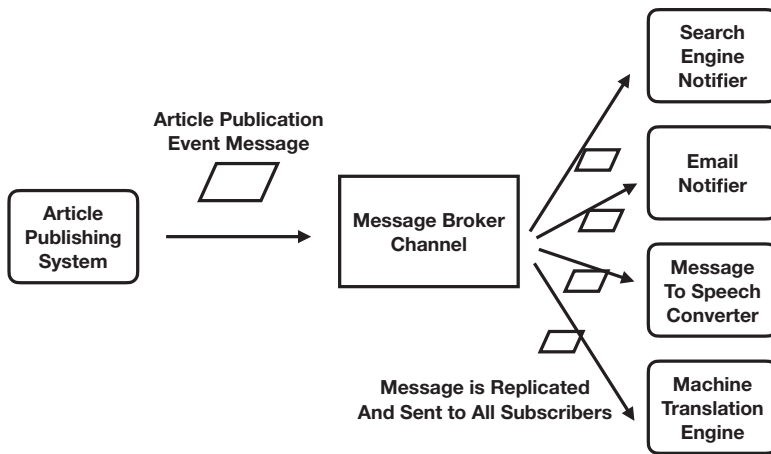 Article Publishing
System
Article Publication
Event Message
Message Broker
Channel
Message is Replicated
And Sent to All Subscribers
Search
Engine
Notifier
Email
Notifier
Message
To Speech
Converter
Machine
Translation
Engine